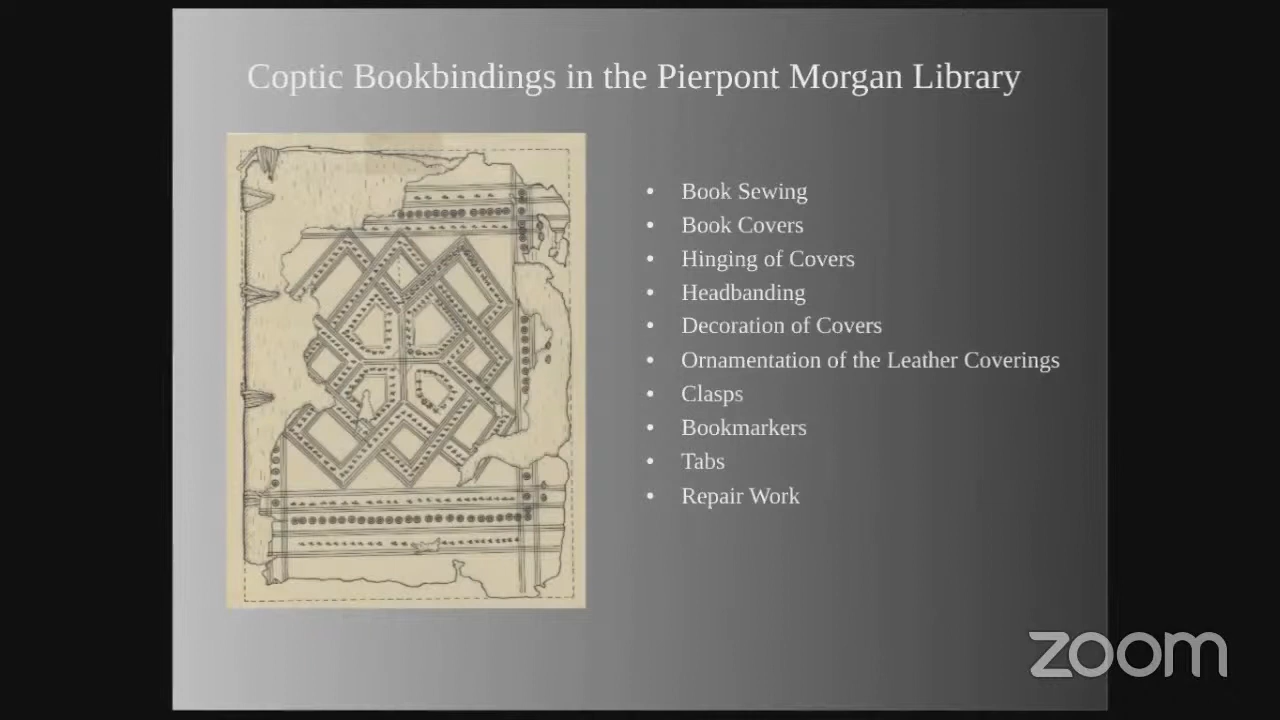 Coptic Bookbindings in the Pierpont Morgan Library
• Book Sewing
• Book Covers
• Hinging of Covers
• Headbanding
• Decoration of Covers
• Ornamentation of the Leather Coverings
• Clasps
• Bookmarkers
• Tabs
• Repair Work
zoom